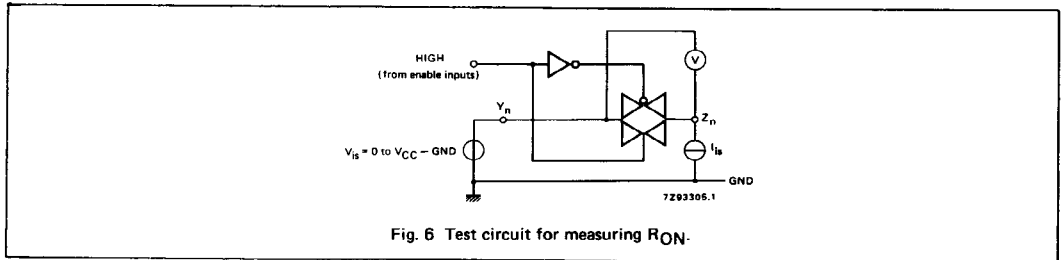 HIGH
(from enable inputs)
V
Yn
Zn
Vis = 0 to VCC – GND
Iis
GND
7Z93305.1
Fig. 6 Test circuit for measuring RON.